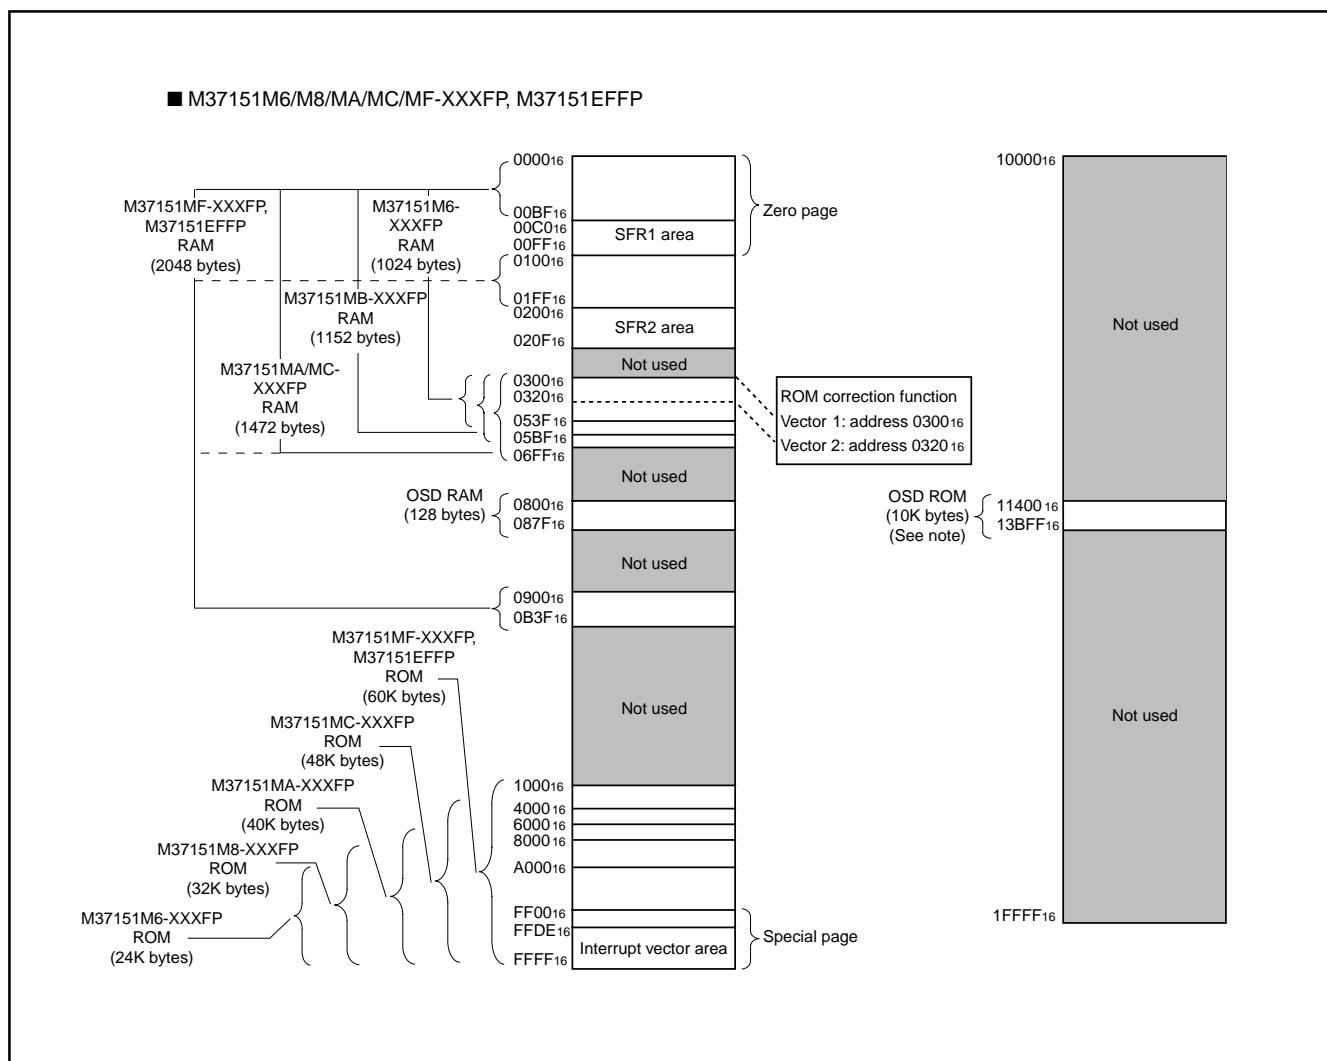 ■ M37151M6/M8/MA/MC/MF-XXXFP, M37151EFFP
M37151MF-XXXFP,
M37151EFFP
RAM
(2048 bytes)
M37151M6-
XXXFP
RAM
(1024 bytes)
M37151MB-XXXFP
RAM
(1152 bytes)
M37151MA/MC-
XXXFP
RAM
(1472 bytes)
OSD RAM
(128 bytes)
M37151MF-XXXFP,
M37151EFFP
ROM
(60K bytes)
M37151MC-XXXFP
ROM
(48K bytes)
M37151MA-XXXFP
ROM
(40K bytes)
M37151M8-XXXFP
ROM
(32K bytes)
M37151M6-XXXFP
ROM
(24K bytes)
000016
00BF16
00C016
00FF16
010016
01FF16
020016
020F16
030016
032016
053F16
05BF16
06FF16
080016
087F16
090016
0B3F16
100016
400016
600016
800016
A00016
FF0016
FFDE16
FFFF16
SFR1 area
SFR2 area
Not used
Not used
Not used
Not used
Interrupt vector area
Zero page
ROM correction function
Vector 1: address 030016
Vector 2: address 032016
Special page
1000016
Not used
OSD ROM
(10K bytes)
(See note)
1140016
13BFF16
Not used
1FFFF16